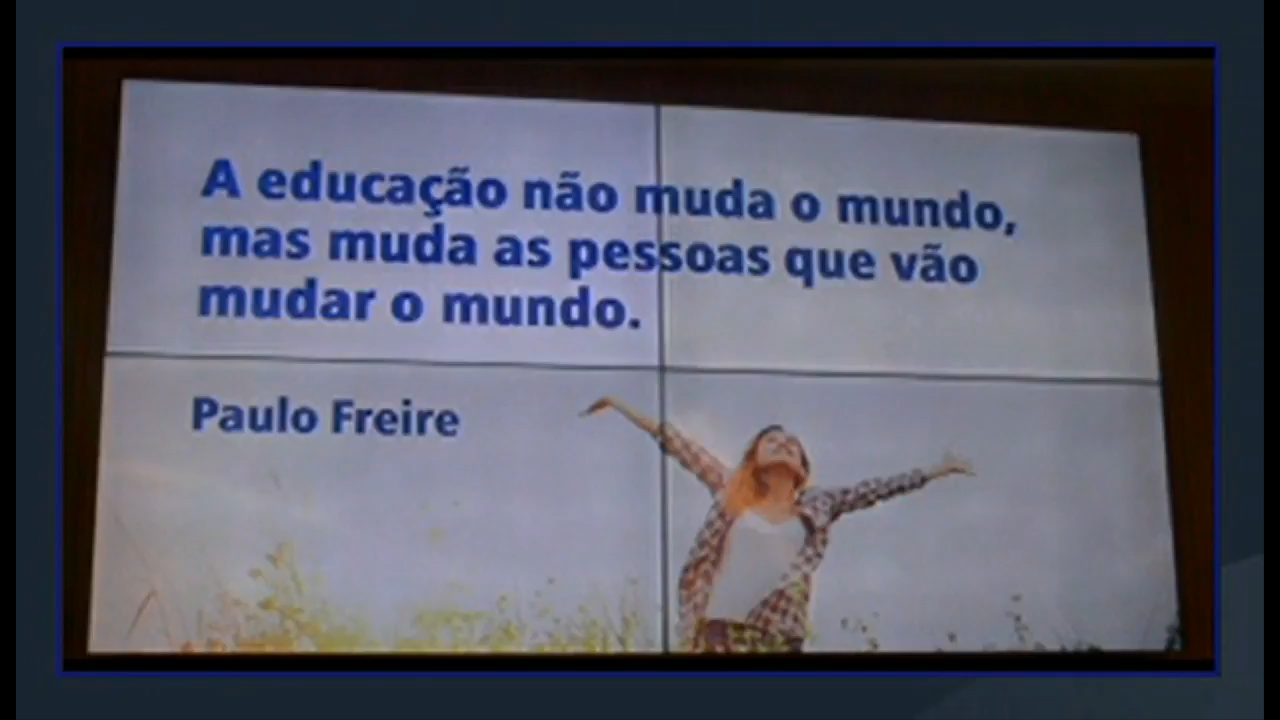 A educação não muda o mundo,
mas muda as pessoas que vão
mudar o mundo.
Paulo Freire